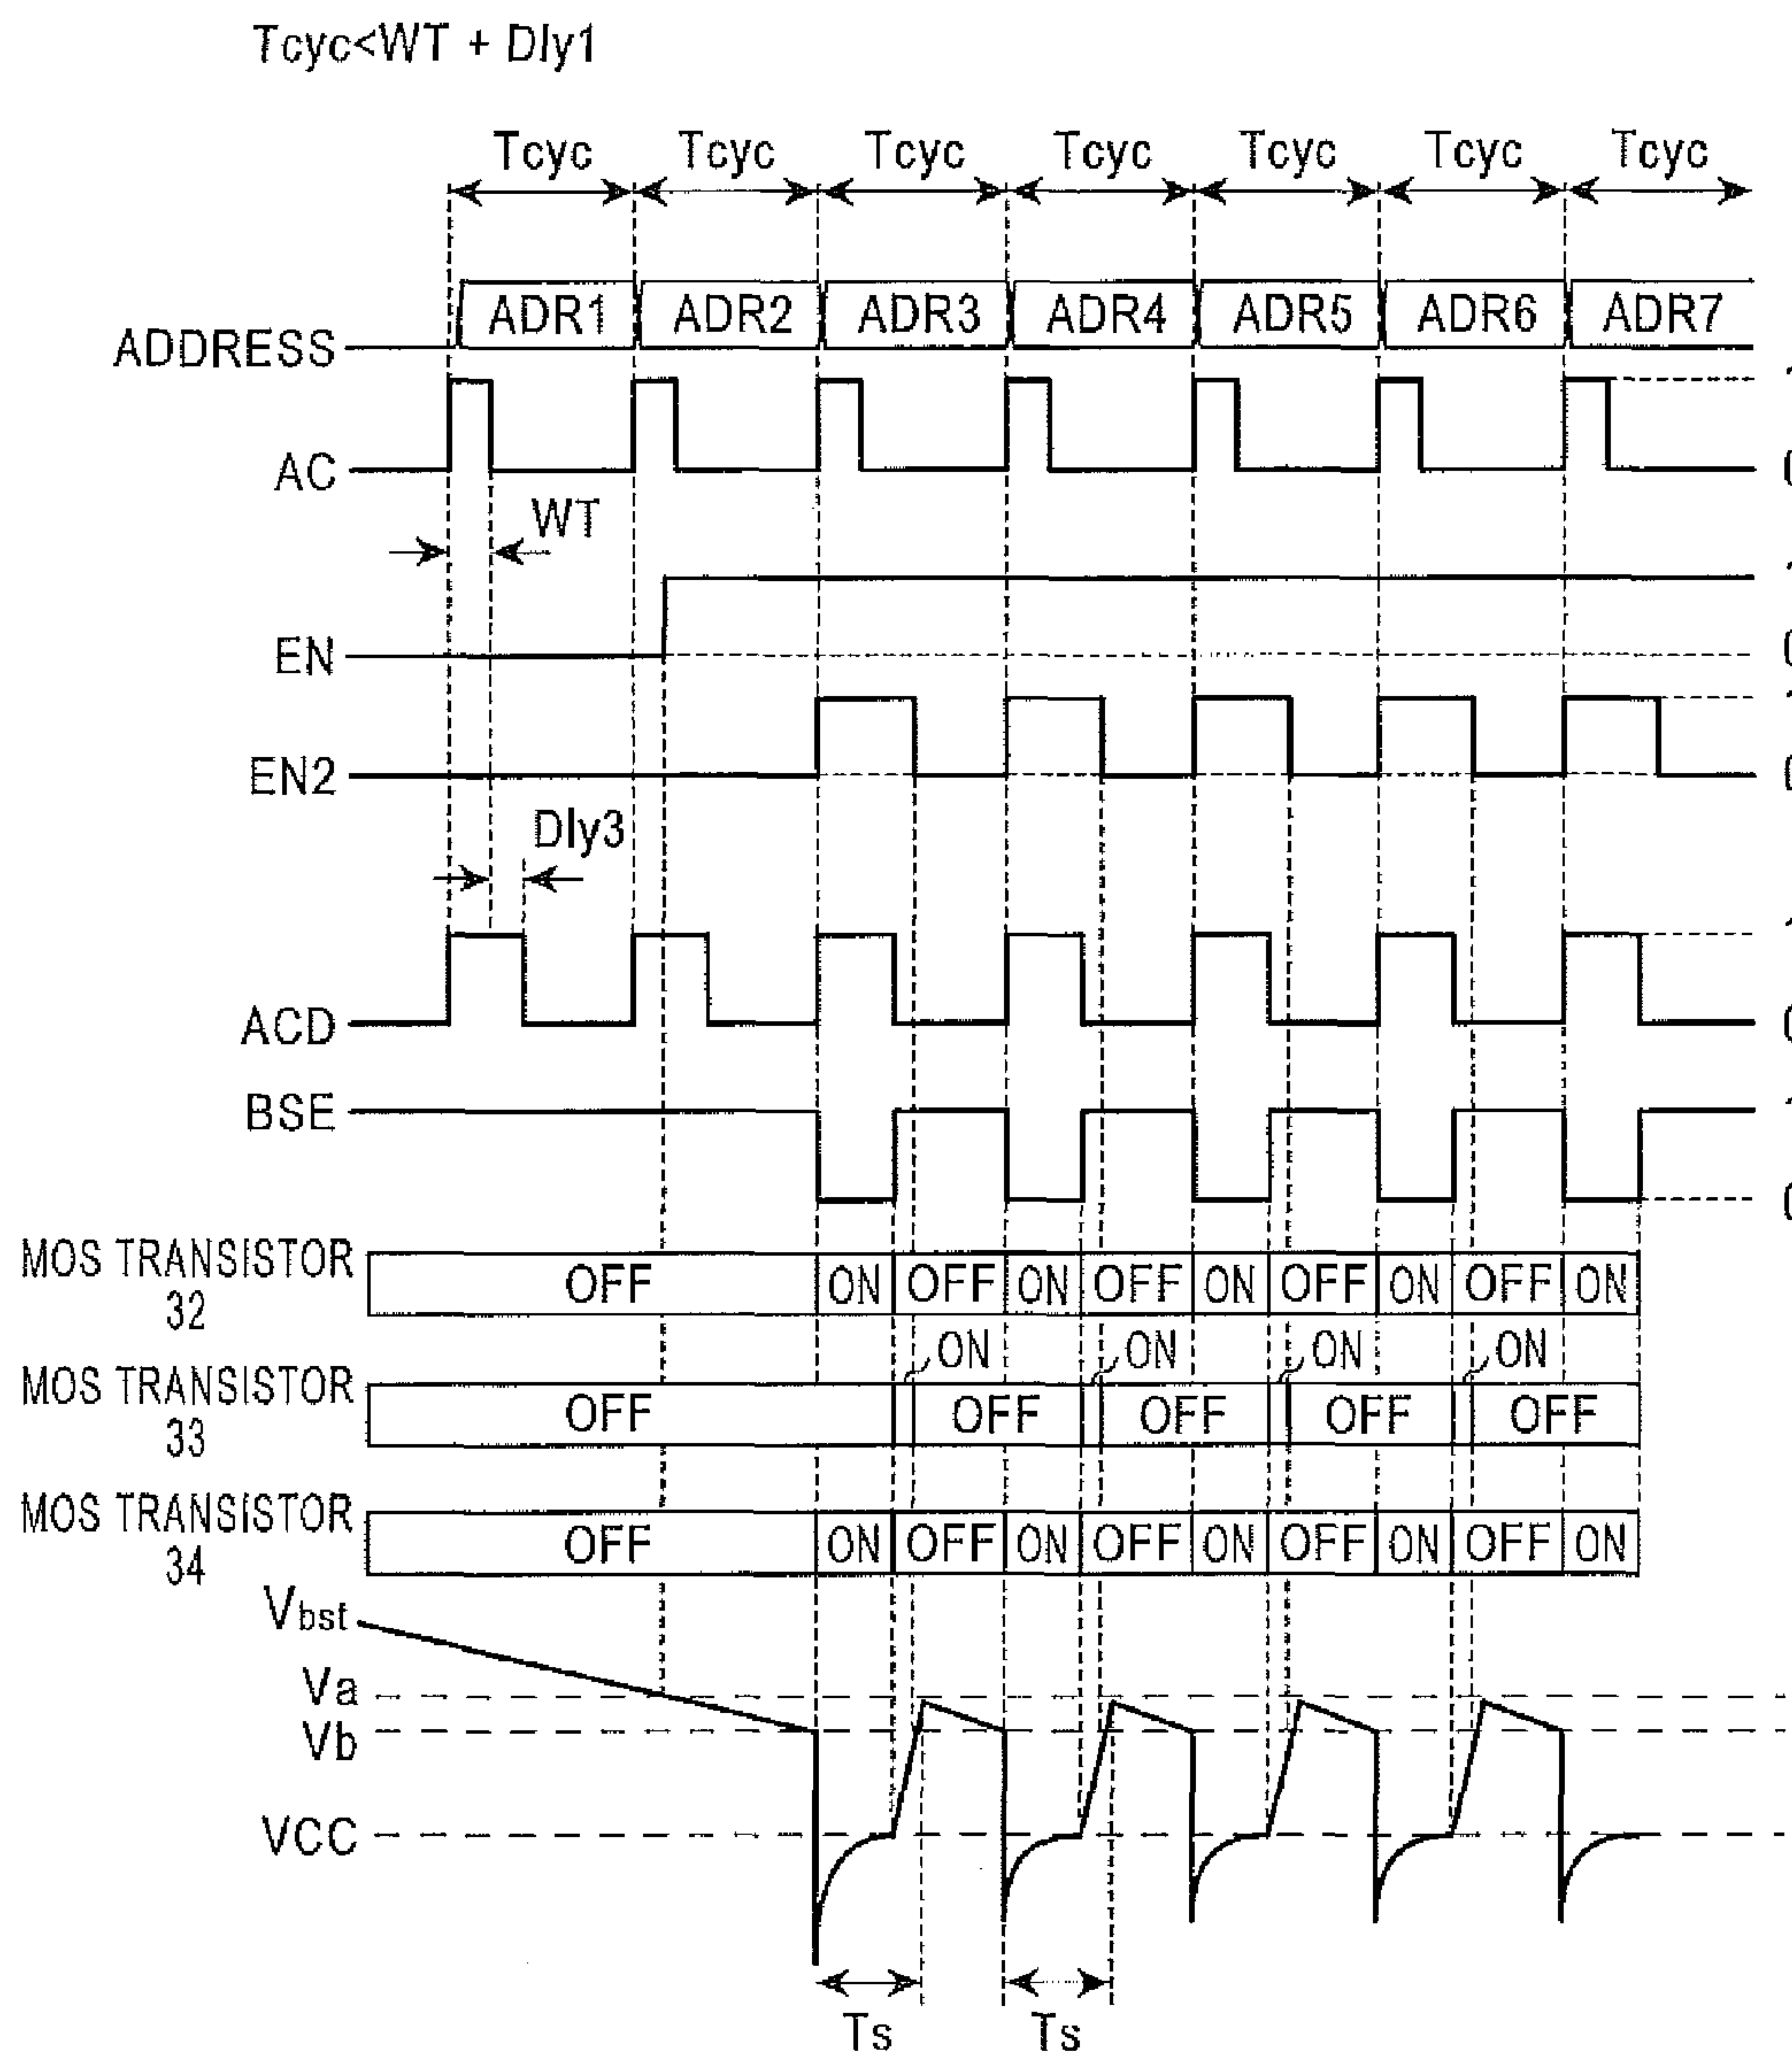 Tcyc<WT + Dly1
Tcyc Tcyc Tcyc Tcyc Tcyc Tcyc Tcyc
ADDRESS ADR1 ADR2 ADR3 ADR4 ADR5 ADR6 ADR7
AC
WT
EN
EN2
Dly3
ACD
BSE
MOS TRANSISTOR 32 OFF ON OFF ON OFF ON OFF ON OFF ON
ON ON ON ON
MOS TRANSISTOR 33 OFF OFF OFF OFF OFF
MOS TRANSISTOR 34 OFF ON OFF ON OFF ON OFF ON OFF ON
Vbst
Va
Vb
VCC
Ts Ts